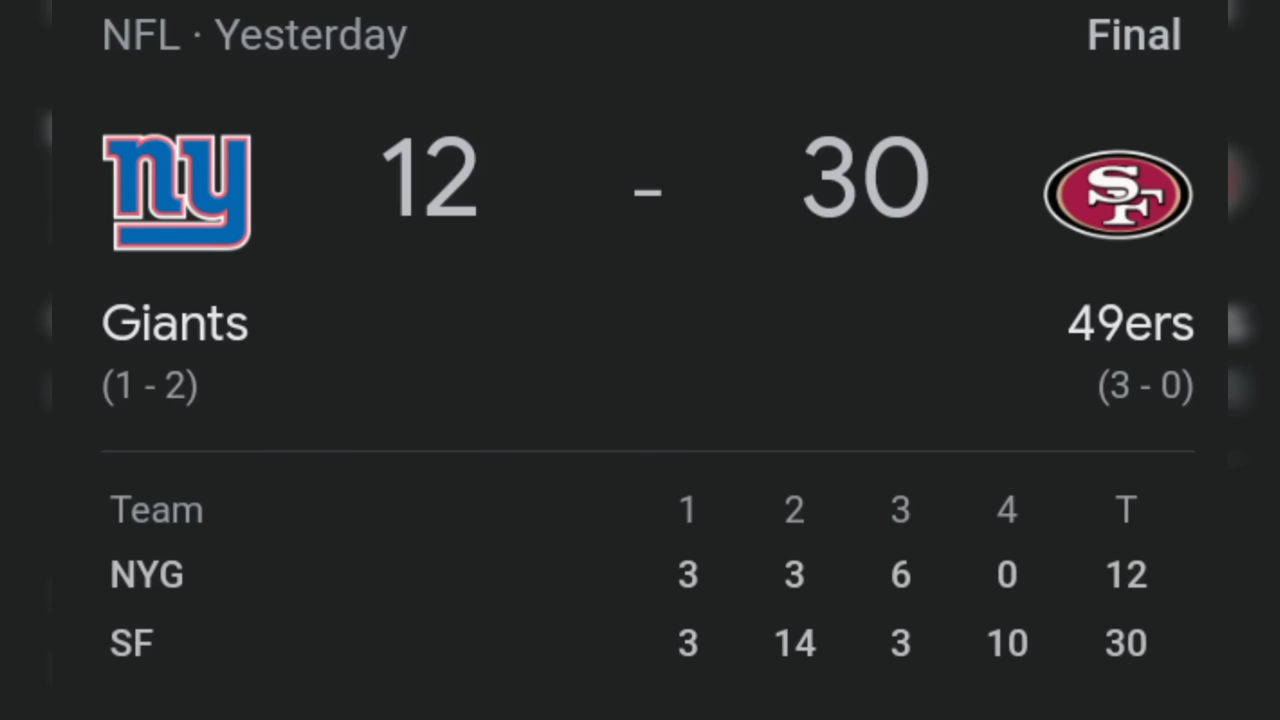 NFL · Yesterday Final
ny 12 - 30 SF
Giants 49ers
(1 - 2) (3 - 0)
Team 1 2 3 4 T
NYG 3 3 6 0 12
SF 3 14 3 10 30